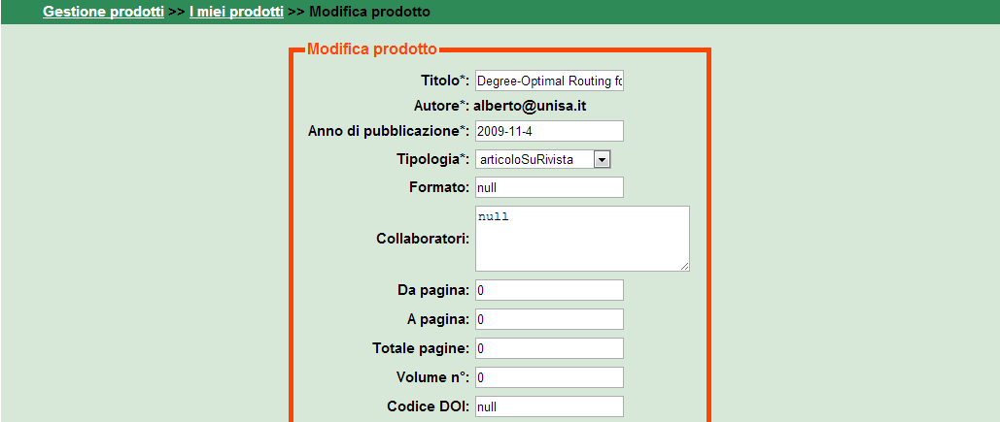 Gestione prodotti >> I miei prodotti >> Modifica prodotto
Modifica prodotto
Titolo*: Degree-Optimal Routing
Autore*: alberto@unisa.it
Anno di pubblicazione*: 2009-11-4
Tipologia*: articoloSuRivista
Formato: null
Collaboratori: null
Da pagina: 0
A pagina: 0
Totale pagine: 0
Volume n°: 0
Codice DOI: null